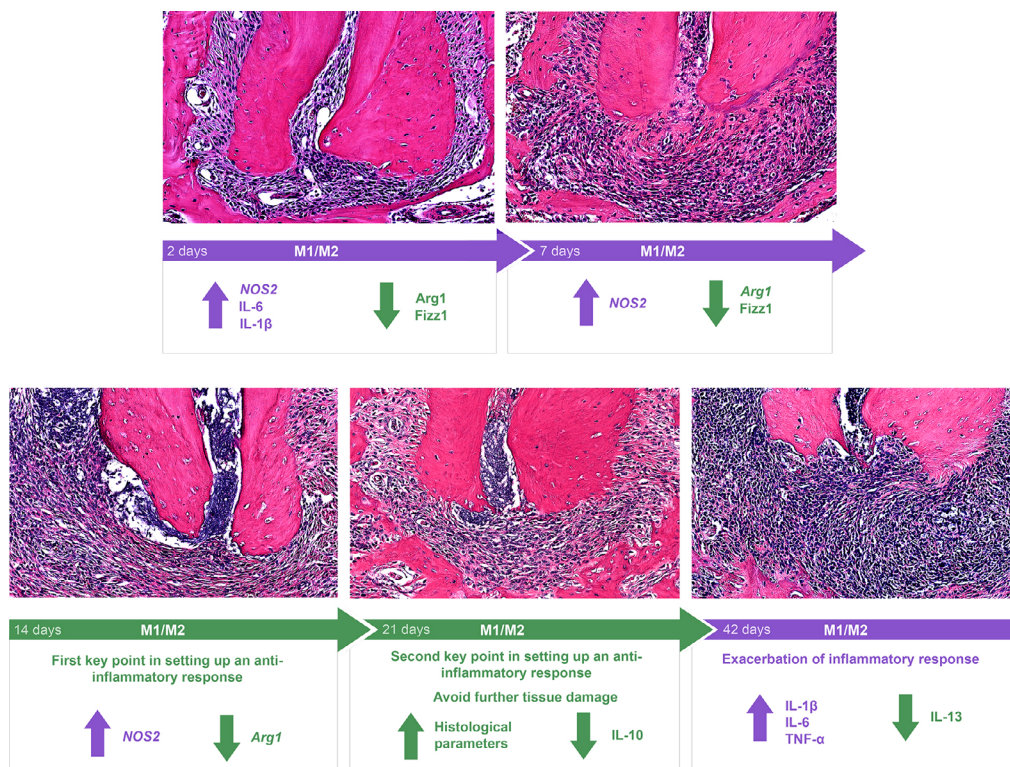 2 days
M1/M2
NOS2
IL-6
IL-1β
Arg1
Fizz1
7 days
M1/M2
NOS2
Arg1
Fizz1
14 days
M1/M2
First key point in setting up an anti-
inflammatory response
NOS2
Arg1
21 days
M1/M2
Second key point in setting up an anti-
inflammatory response
Avoid further tissue damage
Histological
parameters
IL-10
42 days
M1/M2
Exacerbation of inflammatory response
IL-1β
IL-6
TNF-α
IL-13